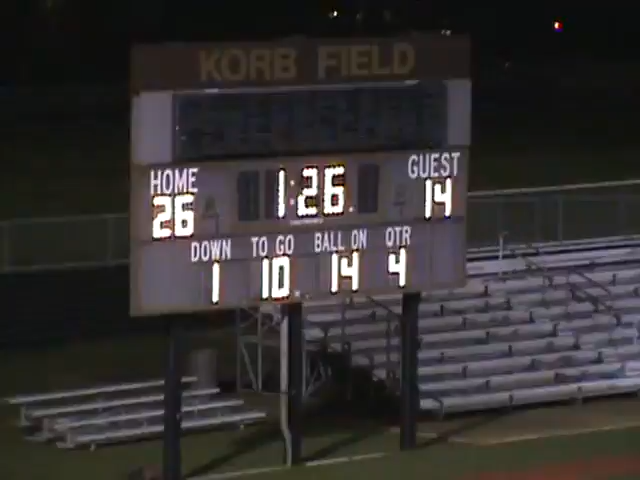 KORB FIELD
HOME 1:26 GUEST
26 14
DOWN TO GO BALL ON QTR
1 10 14 4